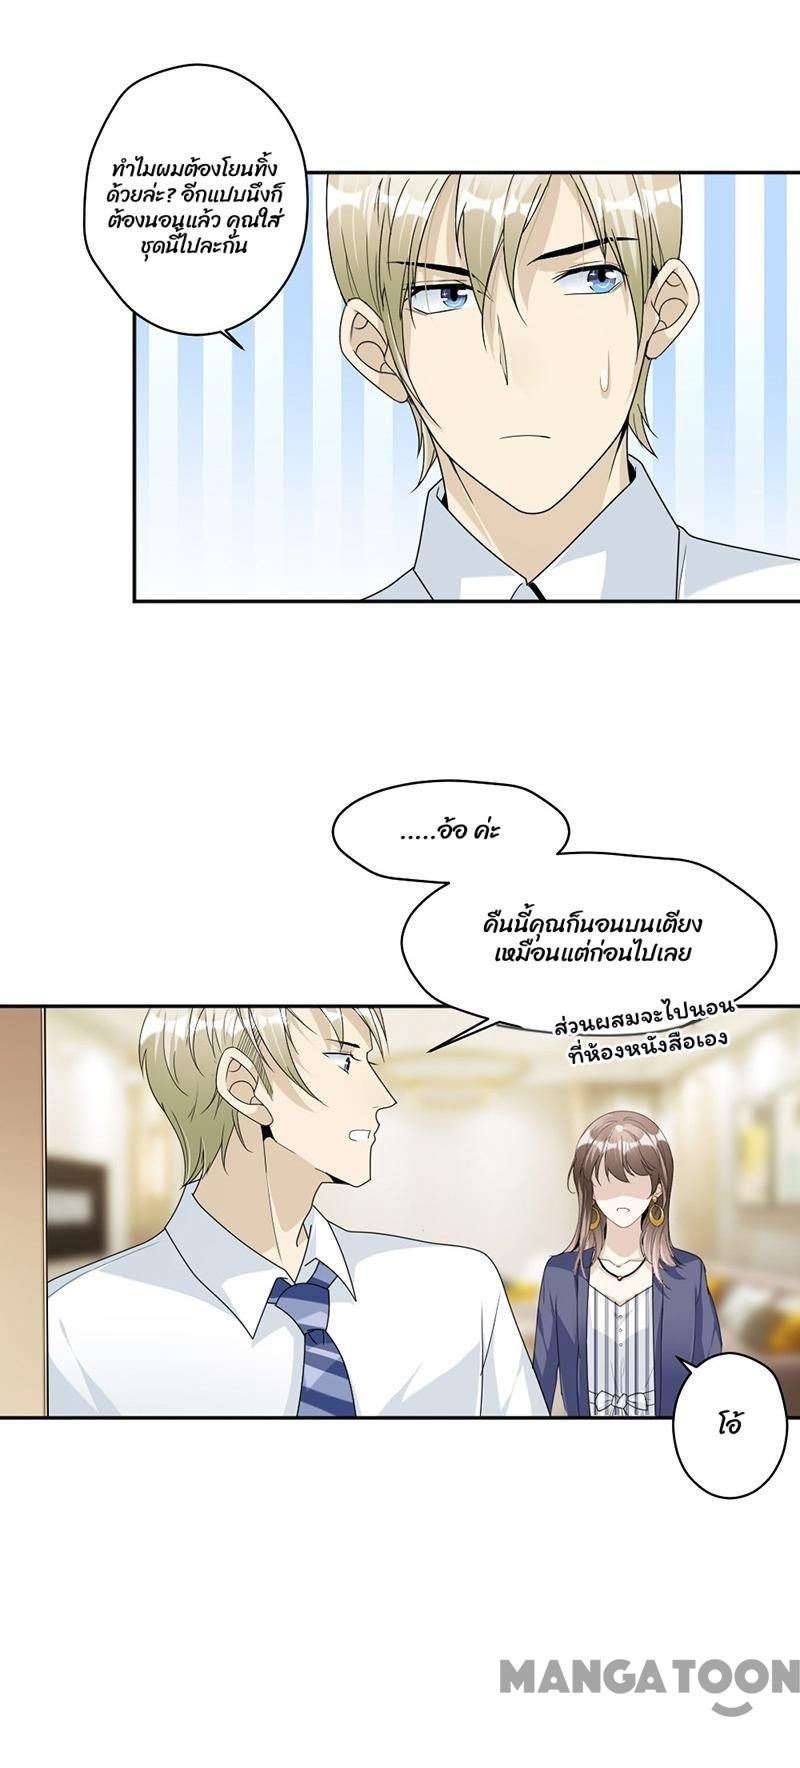 ทำไมผมต้องโยนทิ้ง
ด้วยล่ะ? อีกแปบนึงก็
ต้องนอนแล้ว คุณใส่
ชุดนี้ไปละกัน
.....อ้อ ค่ะ
คืนนี้คุณก็นอนบนเตียง
เหมือนแต่ก่อนไปเลย
ส่วนผสมจะไปนอน
ที่ห้องหนังสือเอง
โอ้
MANGATOON